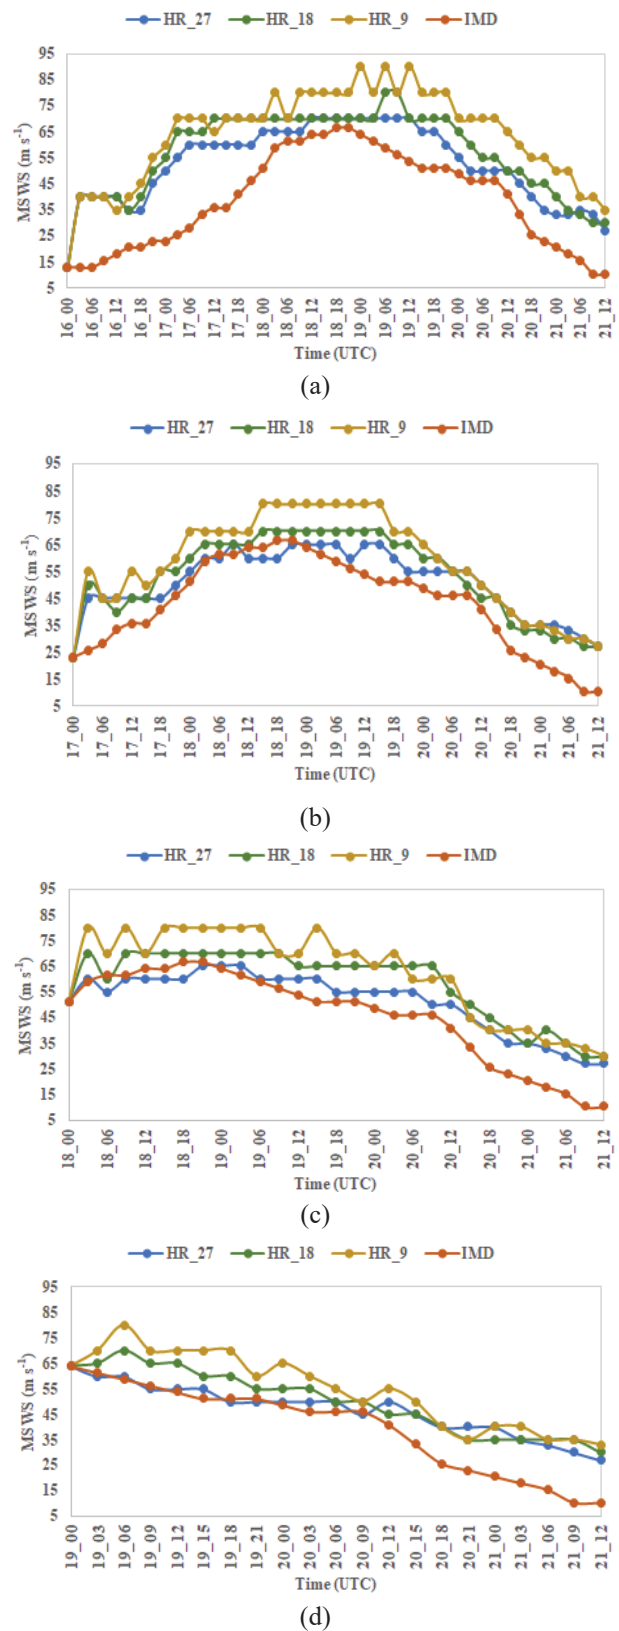 HR_27 HR_18 HR_9 IMD
95
85
75
65
55
45
35
25
15
5
MSWS (m s⁻¹)
16_00 16_06 16_12 16_18 17_00 17_06 17_12 17_18 18_00 18_06 18_12 18_18 19_00 19_06 19_12 19_18 20_00 20_06 20_12 20_18 21_00 21_06 21_12
Time (UTC)
(a)
HR_27 HR_18 HR_9 IMD
95
85
75
65
55
45
35
25
15
5
MSWS (m s⁻¹)
17_00 17_06 17_12 17_18 18_00 18_06 18_12 18_18 19_00 19_06 19_12 19_18 20_00 20_06 20_12 20_18 21_00 21_06 21_12
Time (UTC)
(b)
HR_27 HR_18 HR_9 IMD
95
85
75
65
55
45
35
25
15
5
MSWS (m s⁻¹)
18_00 18_06 18_12 18_18 19_00 19_06 19_12 19_18 20_00 20_06 20_12 20_18 21_00 21_06 21_12
Time (UTC)
(c)
HR_27 HR_18 HR_9 IMD
95
85
75
65
55
45
35
25
15
5
MSWS (m s⁻¹)
19_00 19_03 19_06 19_09 19_12 19_15 19_18 19_21 20_00 20_03 20_06 20_09 20_12 20_15 20_18 20_21 21_00 21_03 21_06 21_09 21_12
Time (UTC)
(d)